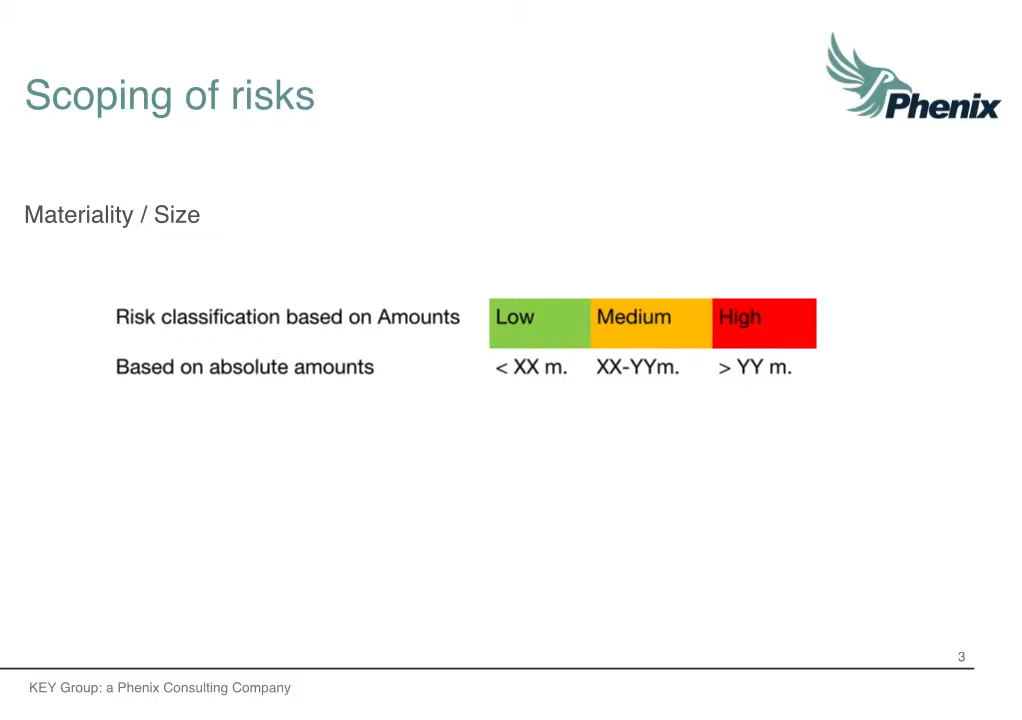 Phenix
Scoping of risks
Materiality / Size
Risk classification based on Amounts Low Medium High
Based on absolute amounts < XX m. XX-YYm. > YY m.
3
KEY Group: a Phenix Consulting Company